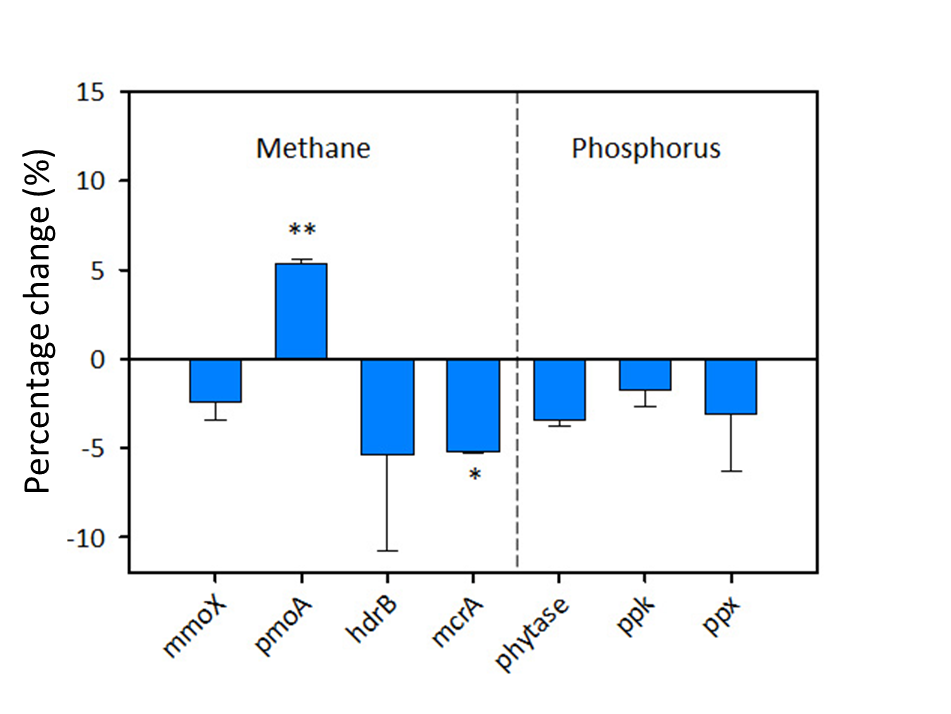 15
Methane
Phosphorus
10
**
5
0
-5
*
-10
Percentage change (%)
mmoX
pmoA
hdrB
mcrA
phytase
ppk
ppx